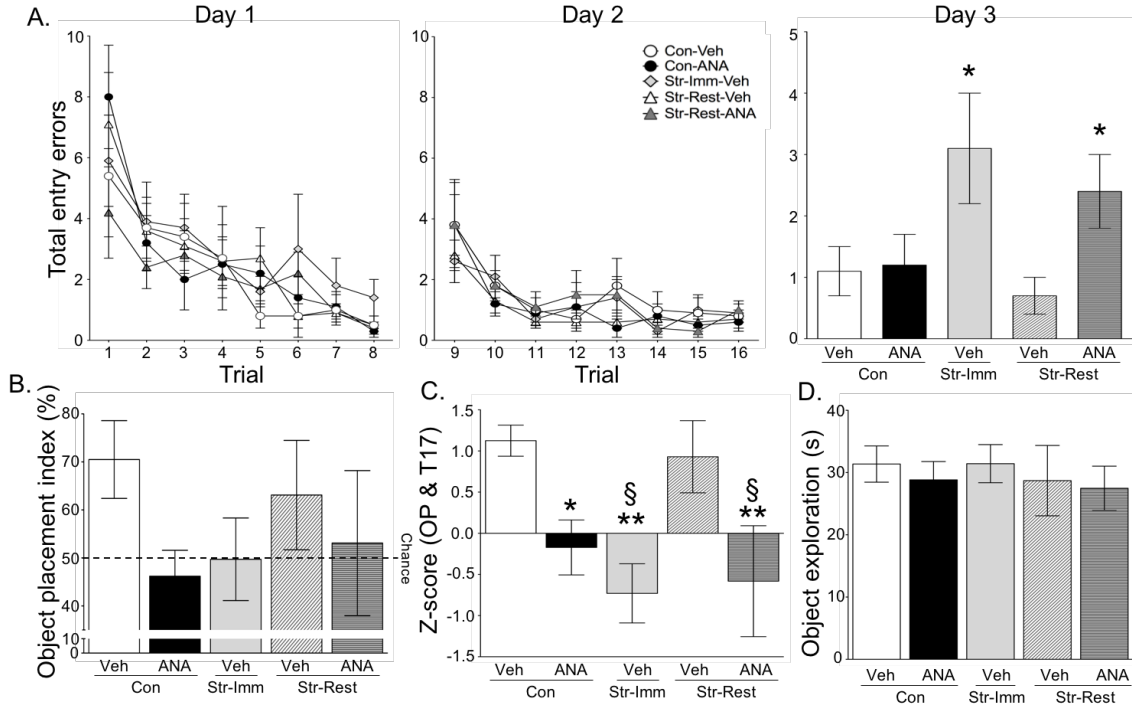 A.
Day 1
Day 2
Day 3
Total entry errors
10
8
6
4
2
0
1 2 3 4 5 6 7 8
Trial
10
8
6
4
2
0
9 10 11 12 13 14 15 16
Trial
Con-Veh
Con-ANA
Str-Imm-Veh
Str-Rest-Veh
Str-Rest-ANA
5
4
3
2
1
0
* *
Veh ANA Veh Veh ANA
Con Str-Imm Str-Rest
B.
Object placement index (%)
80
70
60
50
40
10
0
Chance
Veh ANA Veh Veh ANA
Con Str-Imm Str-Rest
C.
Z-score (OP & T17)
1.5
1.0
0.5
0.0
-0.5
-1.0
-1.5
§ §
* ** **
Veh ANA Veh Veh ANA
Con Str-Imm Str-Rest
D.
Object exploration (s)
40
30
20
10
0
Veh ANA Veh Veh ANA
Con Str-Imm Str-Rest